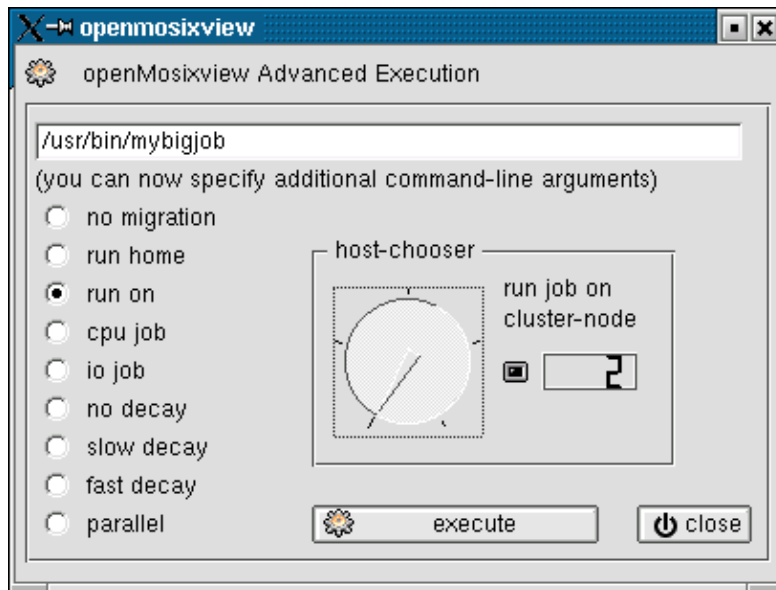 openmosixview
openMosixview Advanced Execution
/usr/bin/mybigjob
(you can now specify additional command-line arguments)
no migration
run home
run on
cpu job
io job
no decay
slow decay
fast decay
parallel
host-chooser
run job on
cluster-node
2
execute
close